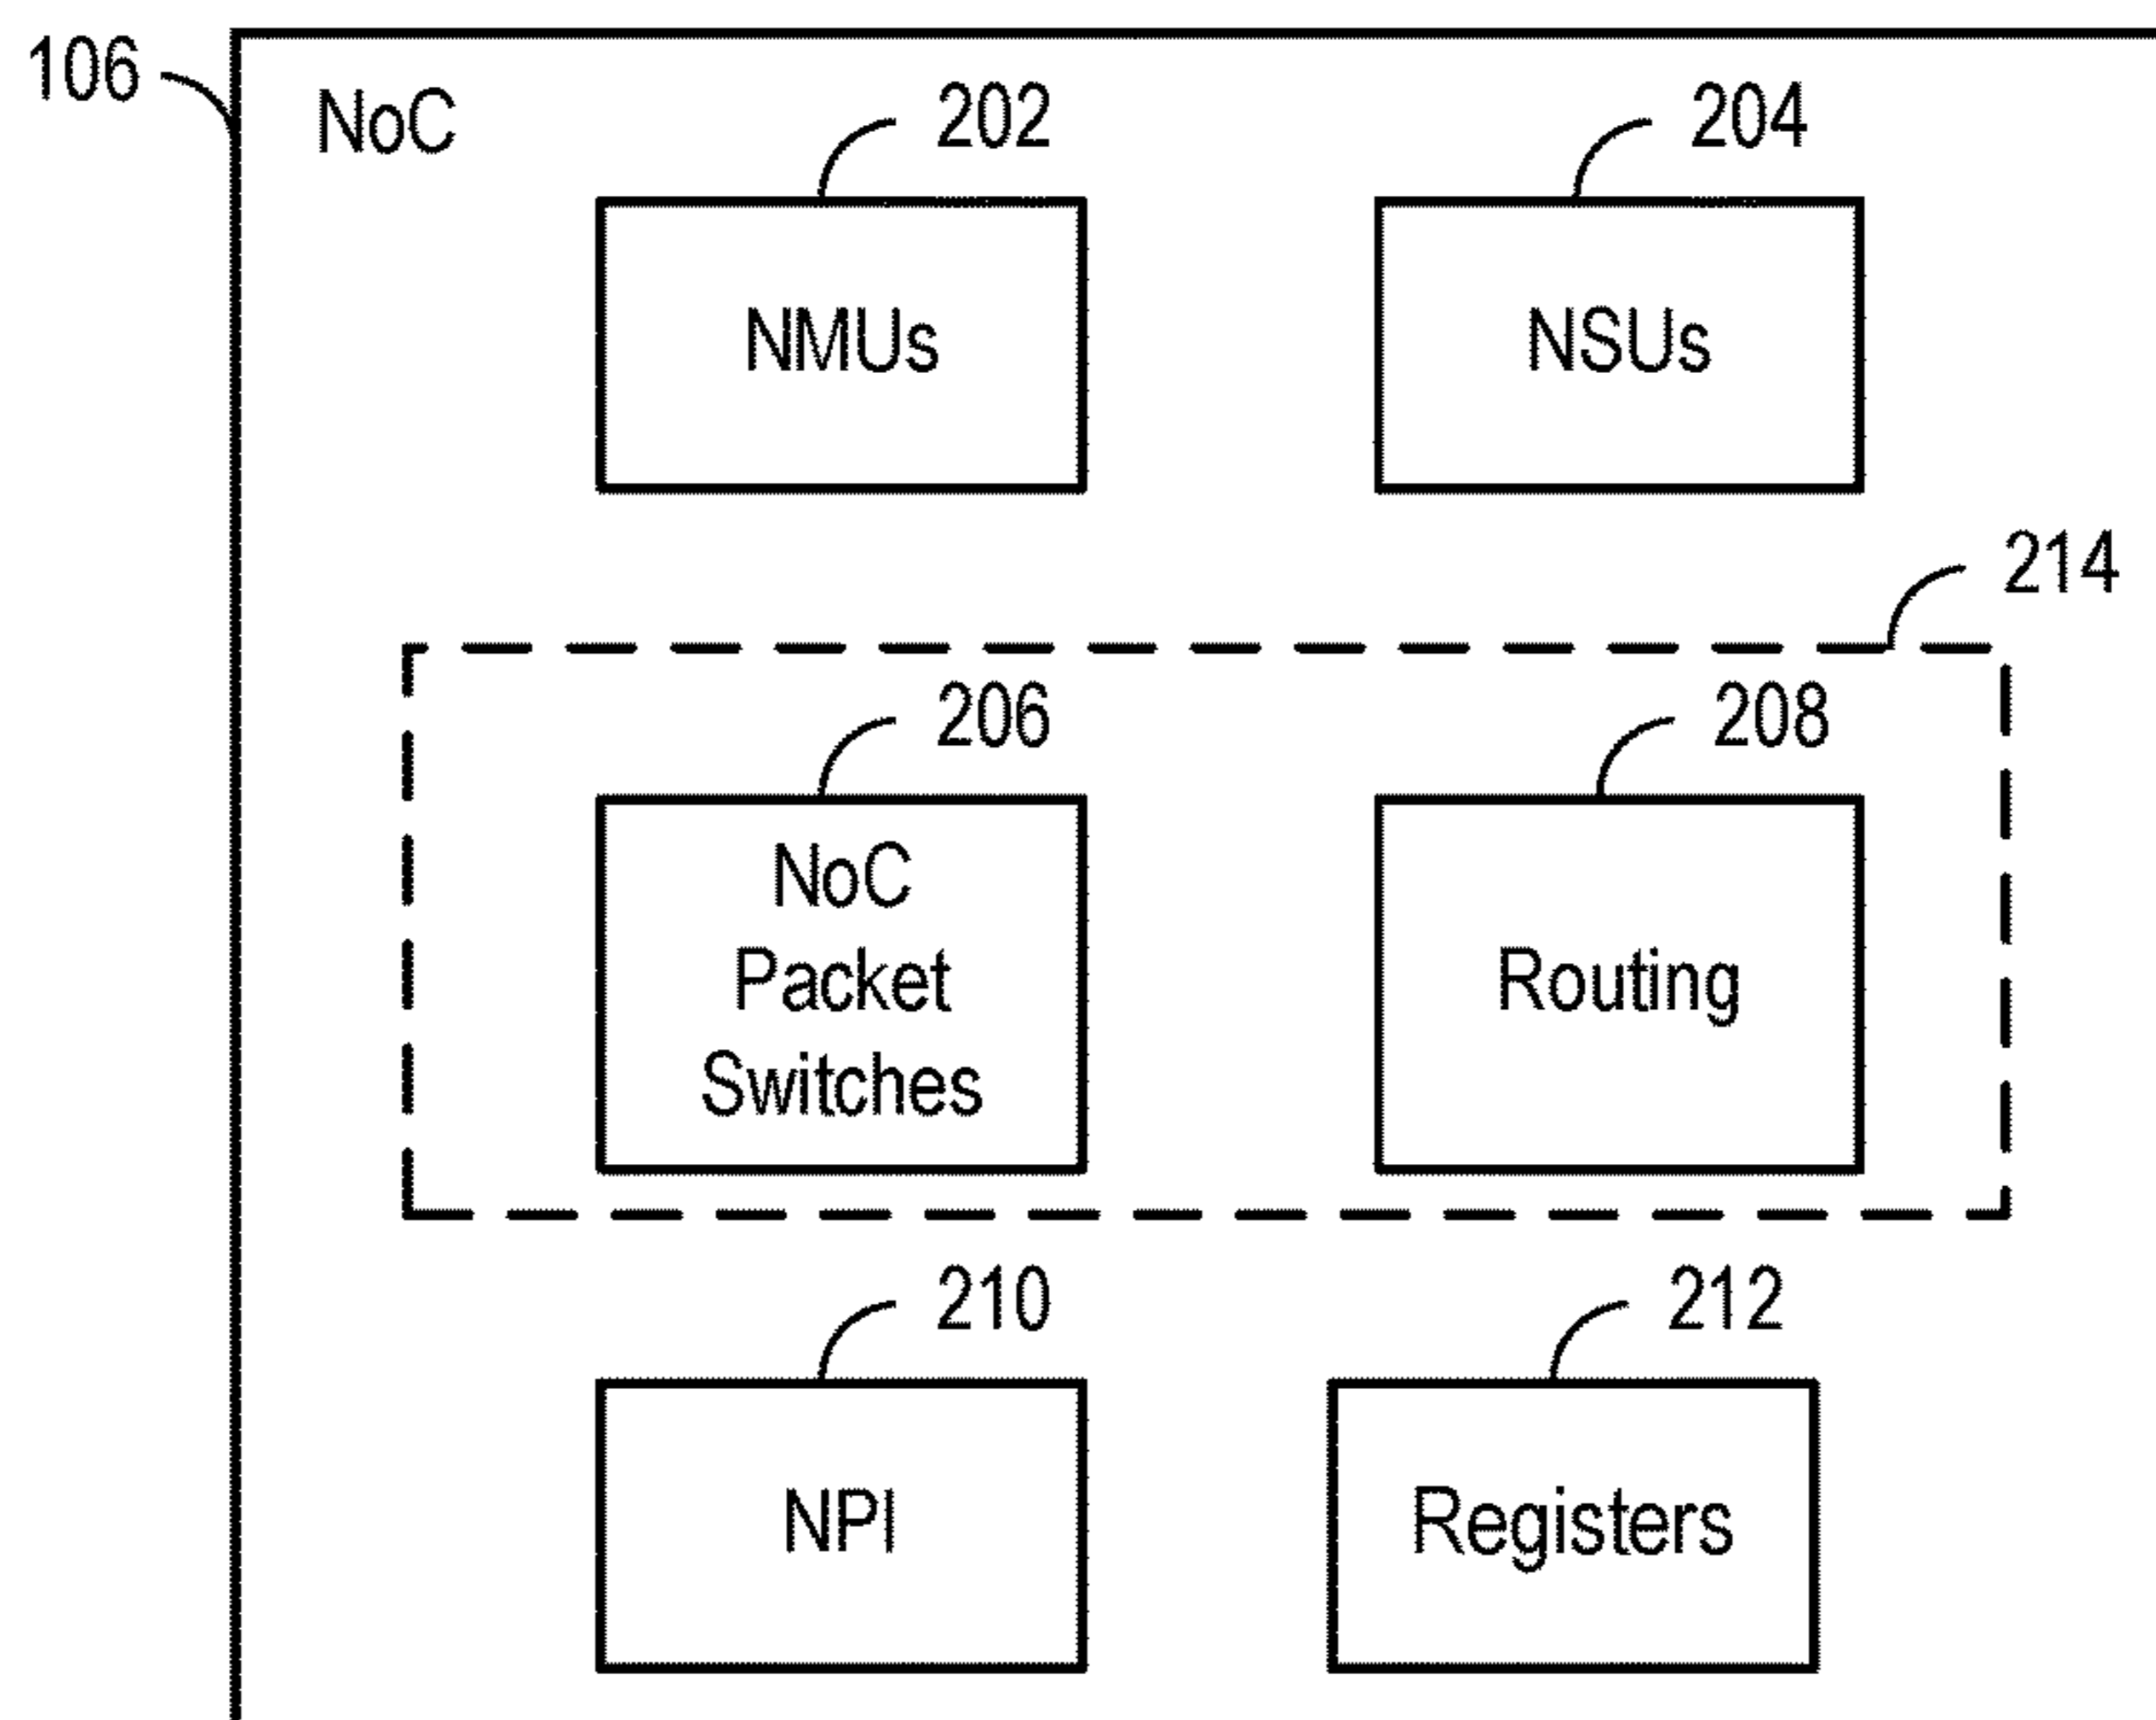 106
NoC
202
204
NMUs
NSUs
214
206
208
NoC
Packet
Switches
Routing
210
212
NPI
Registers